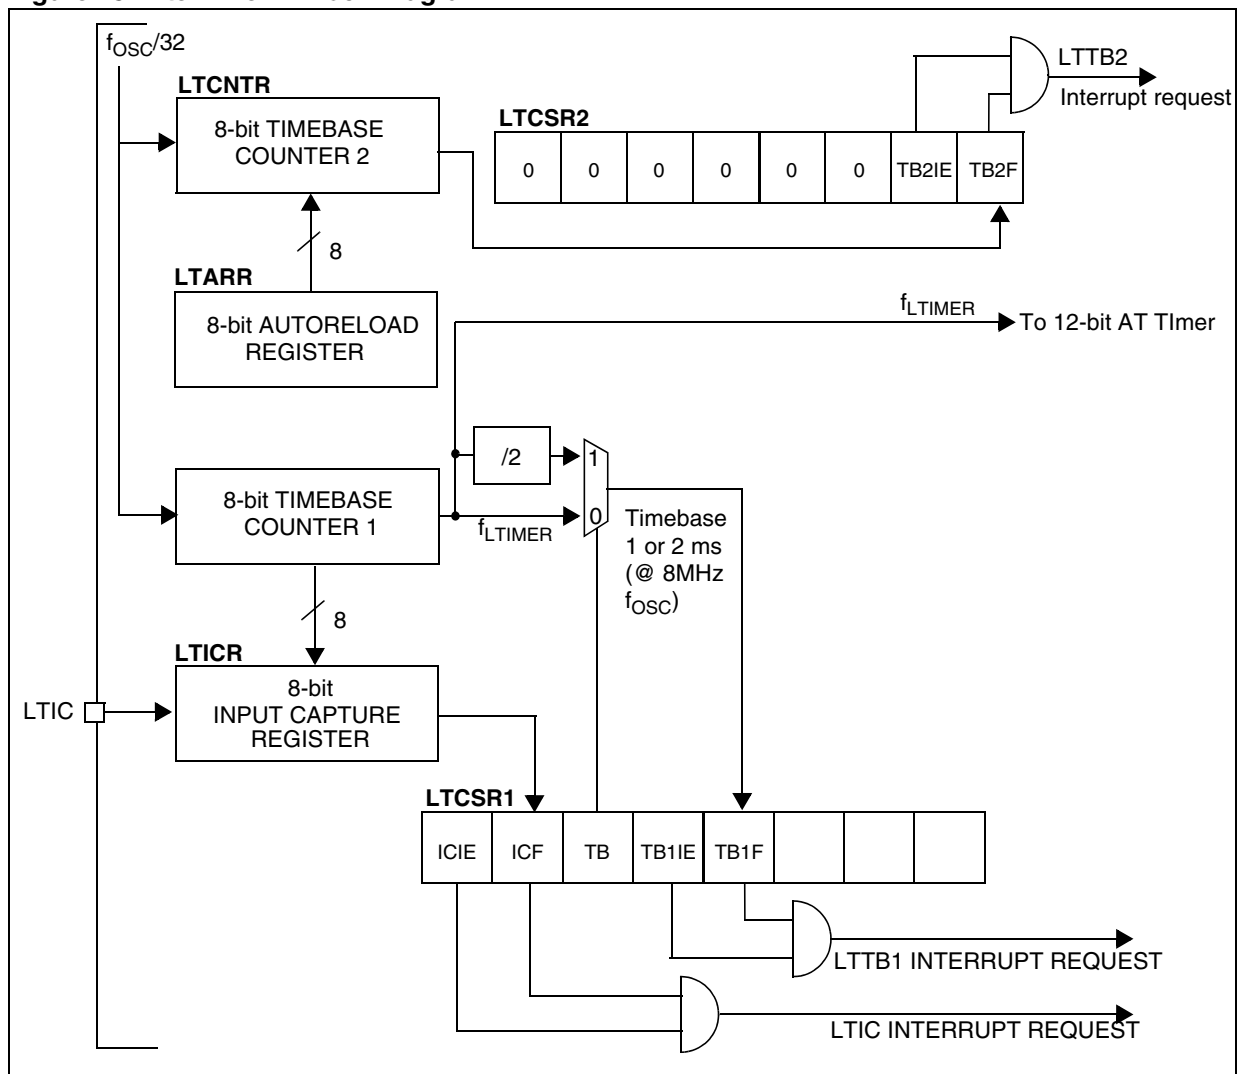 fOSC/32
LTCNTR
8-bit TIMEBASE
COUNTER 2
8
LTARR
8-bit AUTORELOAD
REGISTER
LTCSR2
0 0 0 0 0 0 TB2IE TB2F
LTTB2
Interrupt request
fLTIMER
To 12-bit AT TImer
/2
1
0
8-bit TIMEBASE
COUNTER 1
fLTIMER
Timebase
1 or 2 ms
(@ 8MHz
fOSC)
8
LTICR
LTIC
8-bit
INPUT CAPTURE
REGISTER
LTCSR1
ICIE ICF TB TB1IE TB1F
LTTB1 INTERRUPT REQUEST
LTIC INTERRUPT REQUEST